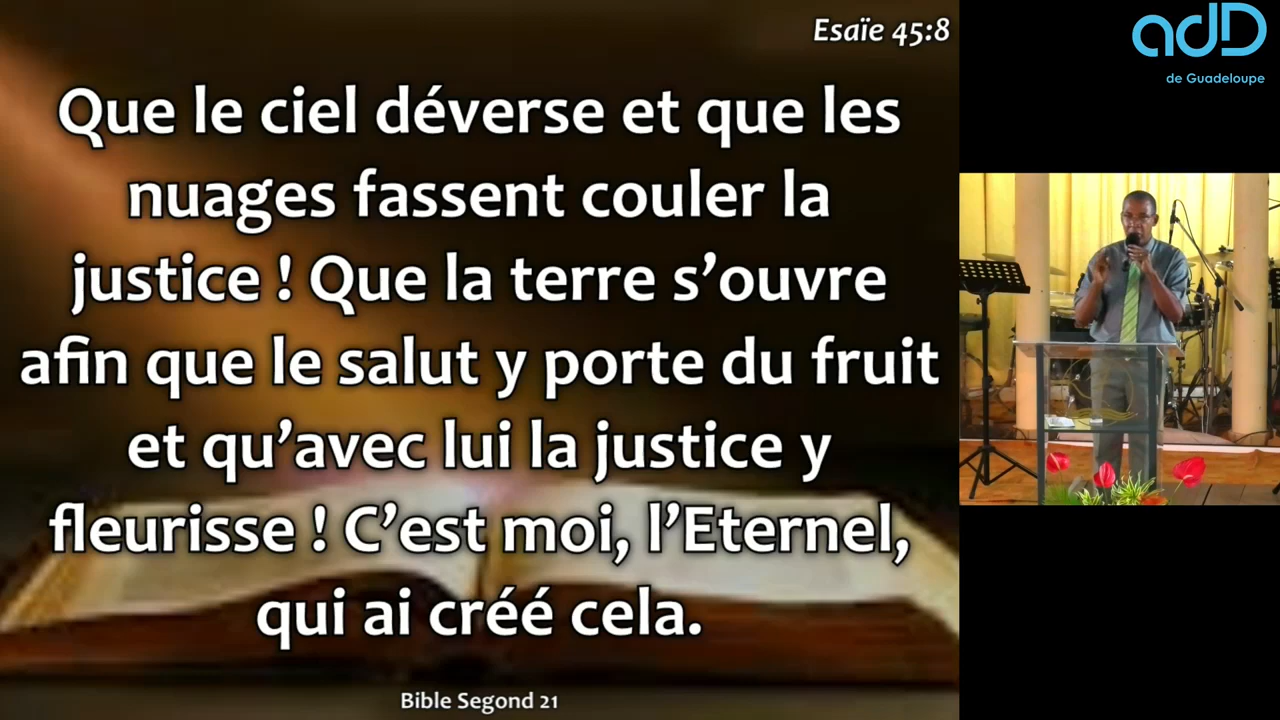 Esaïe 45:8
Que le ciel déverse et que les
nuages fassent couler la
justice ! Que la terre s’ouvre
afin que le salut y porte du fruit
et qu’avec lui la justice y
fleurisse ! C’est moi, l’Eternel,
qui ai créé cela.
Bible Segond 21
adD
de Guadeloupe